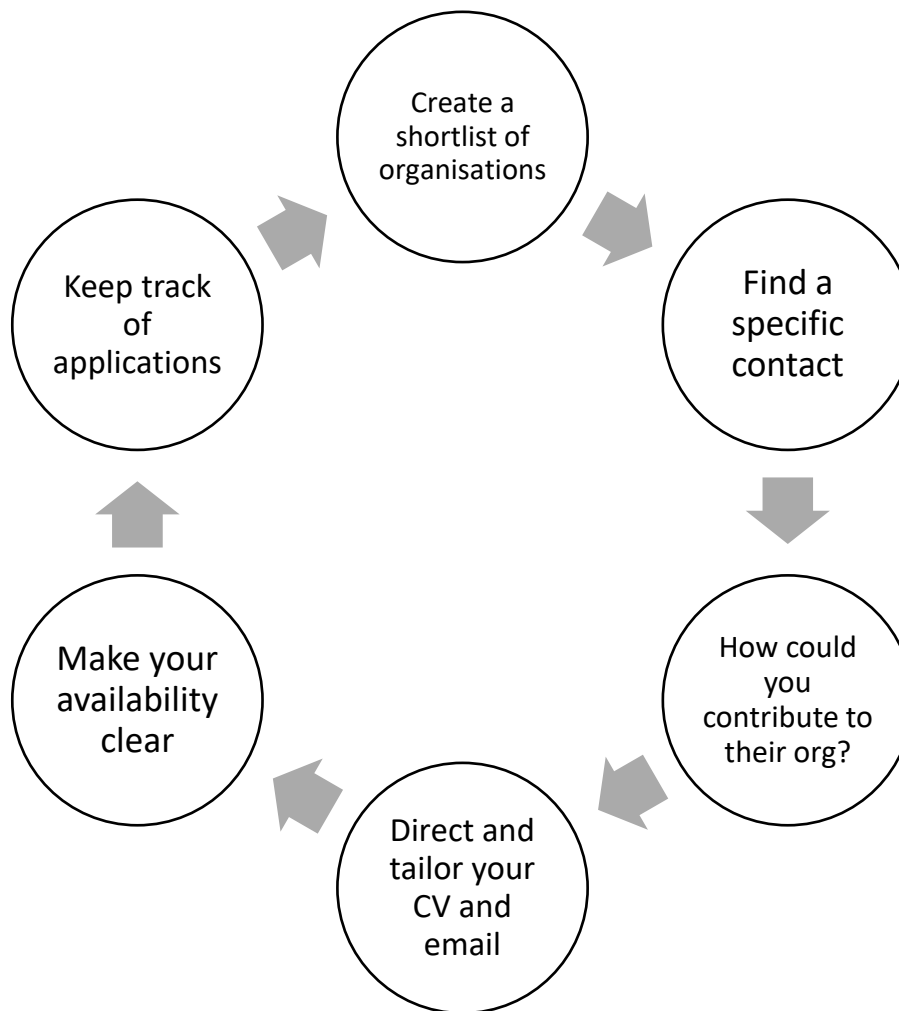 Create a
shortlist of
organisations
Find a
specific
contact
How could
you
contribute to
their org?
Direct and
tailor your
CV and
email
Make your
availability
clear
Keep track
of
applications